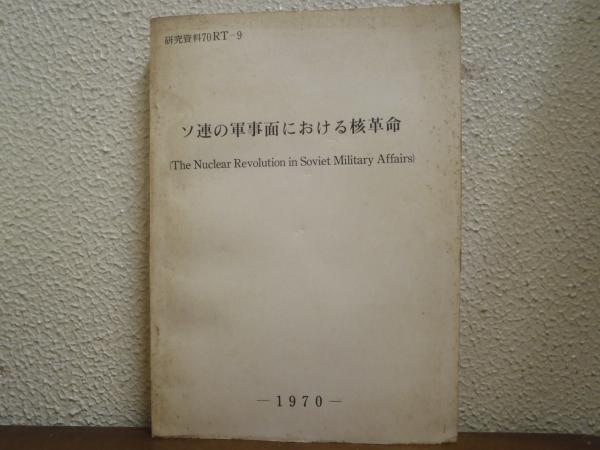 研究資料70RT-9
ソ連の軍事面における核革命
(The Nuclear Revolution in Soviet Military Affairs)
—1970—